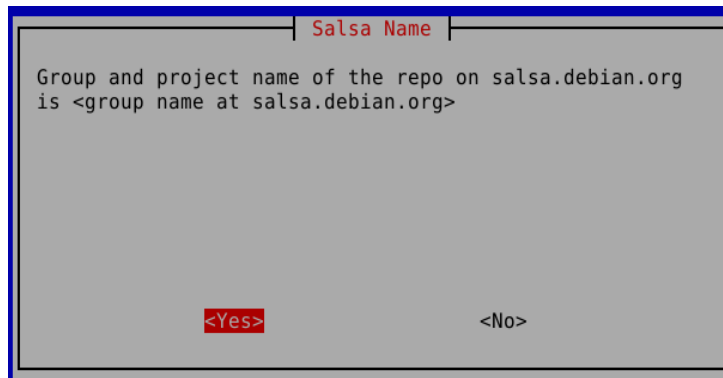 Salsa Name
Group and project name of the repo on salsa.debian.org
is <group name at salsa.debian.org>
<Yes> <No>